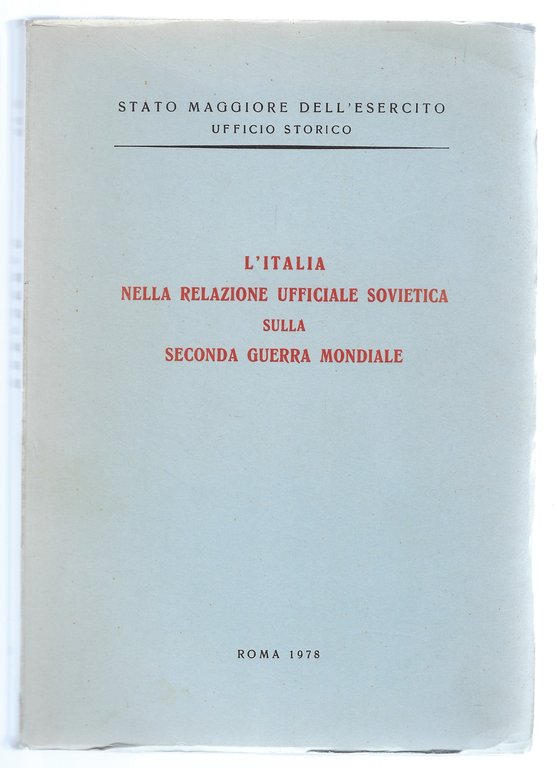 STATO MAGGIORE DELL'ESERCITO
UFFICIO STORICO
L'ITALIA
NELLA RELAZIONE UFFICIALE SOVIETICA
SULLA
SECONDA GUERRA MONDIALE
ROMA 1978